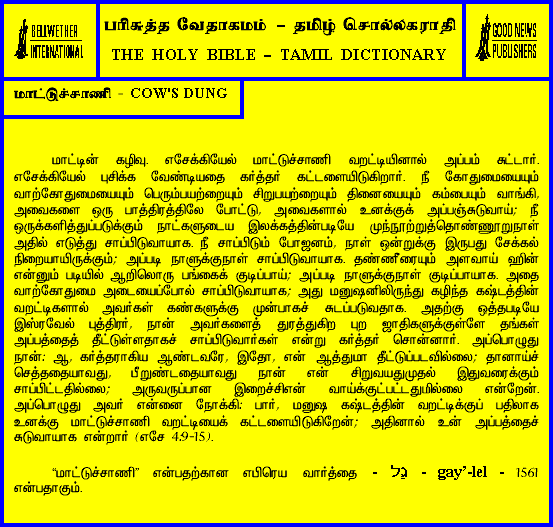 BELLWETHER
INTERNATIONAL
பரிசுத்த வேதாகமம் – தமிழ் சொல்லகராதி
THE HOLY BIBLE – TAMIL DICTIONARY
GOOD NEWS
PUBLISHERS
மாட்டுச்சாணி - COW'S DUNG
மாட்டின் கழிவு. எசேக்கியேல் மாட்டுச்சாணி வறட்டியினால் அப்பம் சுட்டார்.
எசேக்கியேல் புசிக்க வேண்டியதை கர்த்தர் கட்டளையிடுகிறார். நீ கோதுமையையும்
வாற்கோதுமையையும் பெரும்பயற்றையும் சிறுபயற்றையும் தினையையும் கம்பையும் வாங்கி,
அவைகளை ஒரு பாத்திரத்திலே போட்டு, அவைகளால் உனக்குக் அப்பஞ்சுடுவாய்; நீ
ஒருக்களித்துப்படுக்கும் நாட்களுடைய இலக்கத்தின்படியே முந்நூற்றுத்தொண்ணூறுநாள்
அதில் எடுத்து சாப்பிடுவாயாக. நீ சாப்பிடும் போஜனம், நாள் ஒன்றுக்கு இருபது சேக்கல்
நிறையாயிருக்கும்; அப்படி நாளுக்குநாள் சாப்பிடுவாயாக. தண்ணீரையும் அளவாய் ஹின்
என்னும் படியில் ஆறிலொரு பங்கைக் குடிப்பாய்; அப்படி நாளுக்குநாள் குடிப்பாயாக. அதை
வாற்கோதுமை அடையைப்போல் சாப்பிடுவாயாக; அது மனுஷனிலிருந்து கழிந்த கஷ்டத்தின்
வறட்டிகளால் அவர்கள் கண்களுக்கு முன்பாகச் சுடப்படுவதாக. அதற்கு ஒத்தபடியே
இஸ்ரவேல் புத்திரர், நான் அவர்களைத் துரத்துகிற புற ஜாதிகளுக்குள்ளே தங்கள்
அப்பத்தைத் தீட்டுள்ளதாகச் சாப்பிடுவார்கள் என்று கர்த்தர் சொன்னார். அப்பொழுது
நான்: ஆ, கர்த்தராகிய ஆண்டவரே, இதோ, என் ஆத்துமா தீட்டுப்படவில்லை; தானாய்ச்
செத்ததையாவது, பீறுண்டதையாவது நான் என் சிறுவயதுமுதல் இதுவரைக்கும்
சாப்பிட்டதில்லை; அருவருப்பான இறைச்சிஎன் வாய்க்குட்பட்டதுமில்லை என்றேன்.
அப்பொழுது அவர் என்னை நோக்கி: பார், மனுஷ கஷ்டத்தின் வறட்டிக்குப் பதிலாக
உனக்கு மாட்டுச்சாணி வறட்டியைக் கட்டளையிடுகிறேன்; அதினால் உன் அப்பத்தைச்
சுடுவாயாக என்றார் (எசே 4:9-15).
“மாட்டுச்சாணி” என்பதற்கான எபிரெய வார்த்தை - גֵּלֶל - gay’-lel - 1561
என்பதாகும்.